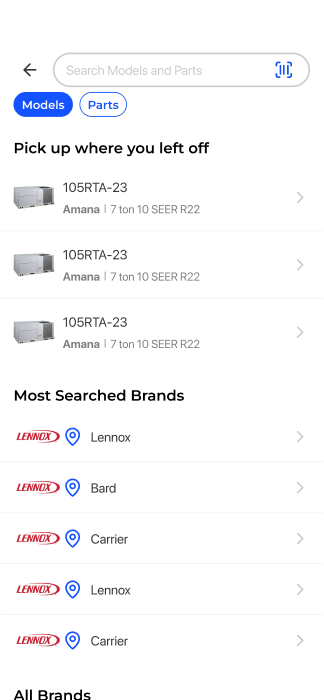 Search Models and Parts
Models
Parts
Pick up where you left off
105RTA-23
Amana | 7 ton 10 SEER R22
105RTA-23
Amana | 7 ton 10 SEER R22
105RTA-23
Amana | 7 ton 10 SEER R22
Most Searched Brands
LENNOX Lennox
LENNOX Bard
LENNOX Carrier
LENNOX Lennox
LENNOX Carrier
All Brands